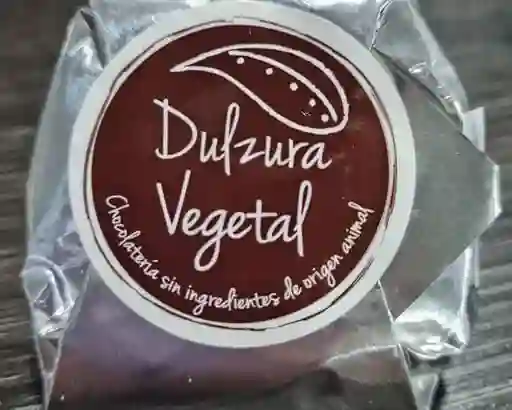 Dulzura
Vegetal
Chocolatería sin ingredientes de origen animal